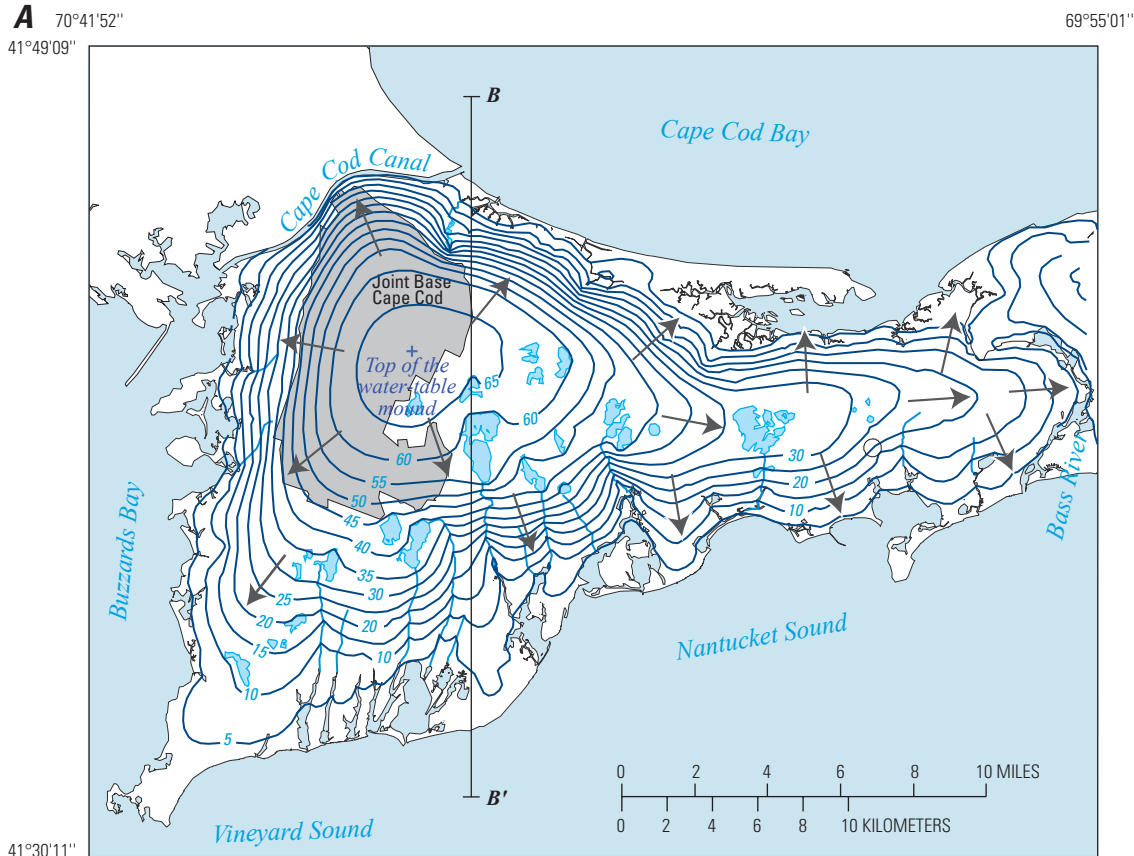 A
70°41'52"
69°55'01"
41°49'09"
B
Cape Cod Bay
Cape Cod Canal
Joint Base
Cape Cod
Top of the
water-table
mound
65
60
60
55
50
45
40
35
30
25
20
20
15
10
10
5
30
20
10
Bass River
Buzzards Bay
Nantucket Sound
0 2 4 6 8 10 MILES
0 2 4 6 8 10 KILOMETERS
B'
Vineyard Sound
41°30'11"